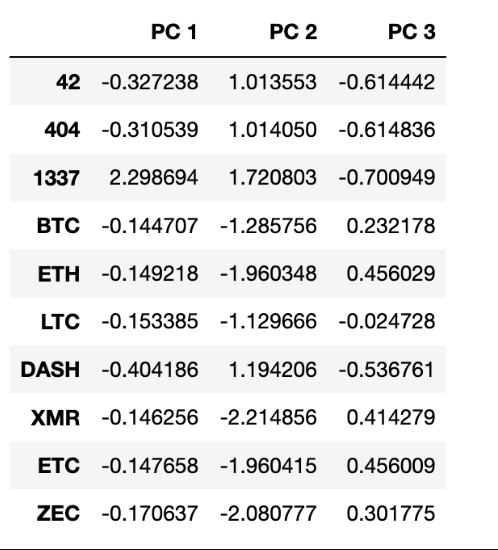 PC 1 PC 2 PC 3
42 -0.327238 1.013553 -0.614442
404 -0.310539 1.014050 -0.614836
1337 2.298694 1.720803 -0.700949
BTC -0.144707 -1.285756 0.232178
ETH -0.149218 -1.960348 0.456029
LTC -0.153385 -1.129666 -0.024728
DASH -0.404186 1.194206 -0.536761
XMR -0.146256 -2.214856 0.414279
ETC -0.147658 -1.960415 0.456009
ZEC -0.170637 -2.080777 0.301775